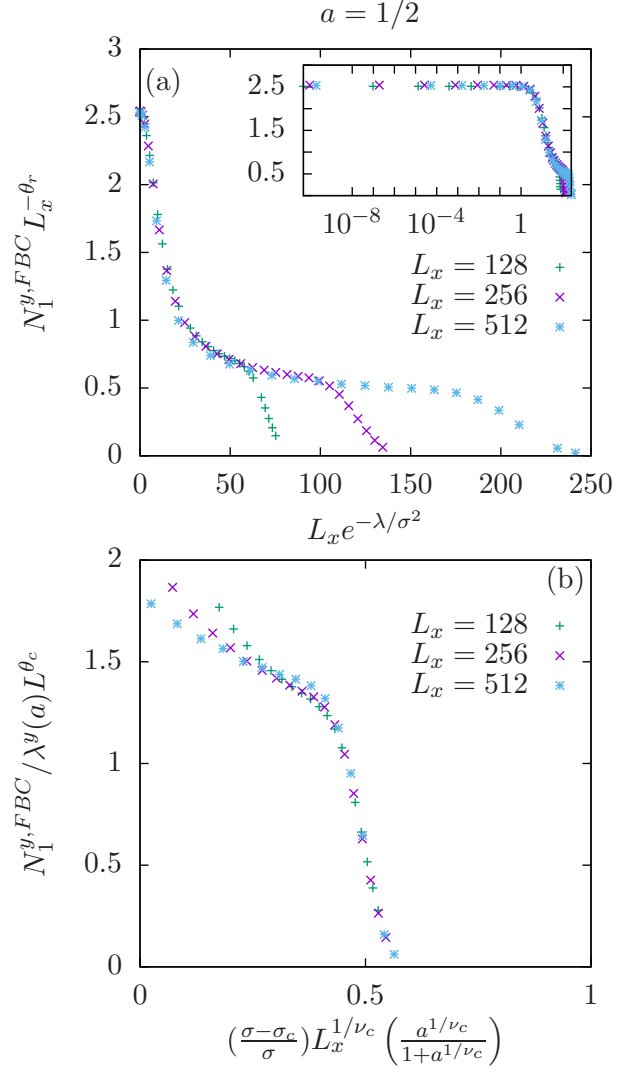 a = 1/2
(a)
3
2.5
2
1.5
1
0.5
0
N_1^{y,FBC} L_x^{-θ_r}
2.5
1.5
0.5
10^{-8} 10^{-4} 1
L_x = 128
L_x = 256
L_x = 512
0 50 100 150 200 250
L_x e^{-λ/σ^2}
(b)
2
1.5
1
0.5
0
N_1^{y,FBC}/λ^y(a)L^{θ_c}
L_x = 128
L_x = 256
L_x = 512
0 0.5 1
(\frac{σ-σ_c}{σ})L_x^{1/ν_c} (\frac{a^{1/ν_c}}{1+a^{1/ν_c}})